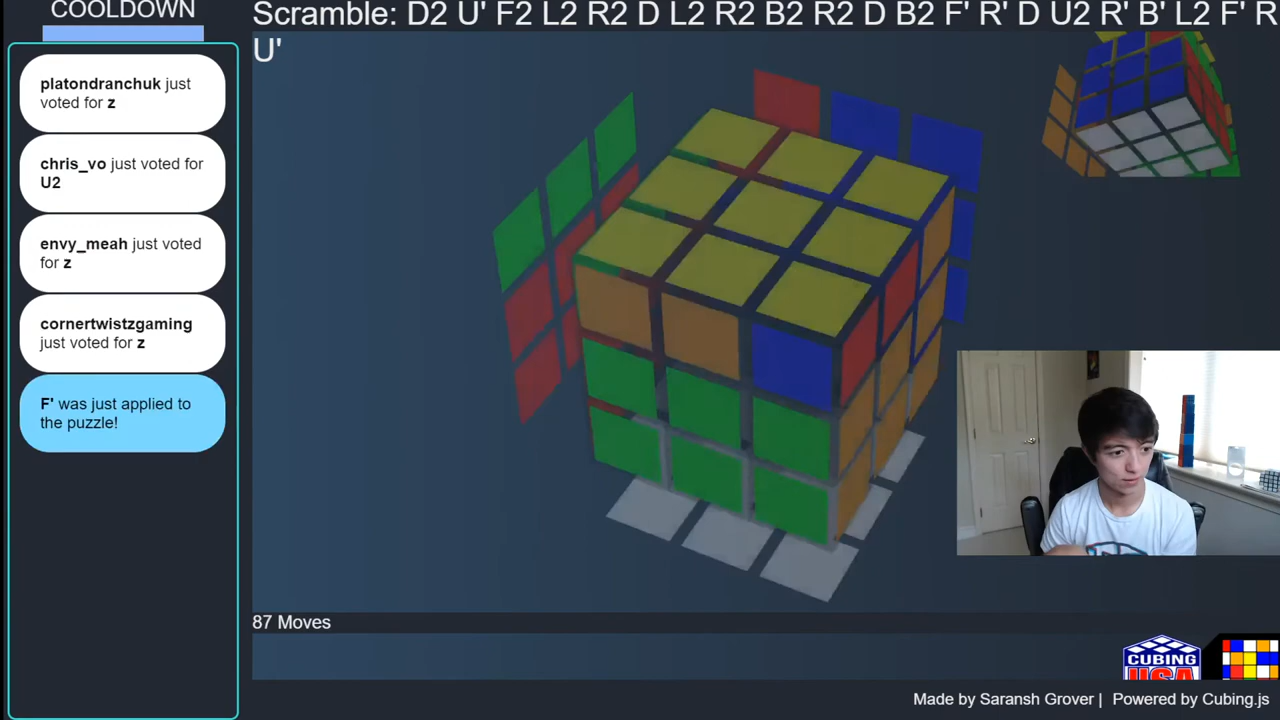 COOLDOWN
platondranchuk just
voted for z
chris_vo just voted for
U2
envy_meah just voted
for z
cornertwistzgaming
just voted for z
F' was just applied to
the puzzle!
Scramble: D2 U' F2 L2 R2 D L2 R2 B2 R2 D B2 F' R' D U2 R' B' L2 F' R
U'
87 Moves
CUBING
USA
Made by Saransh Grover | Powered by Cubing.js